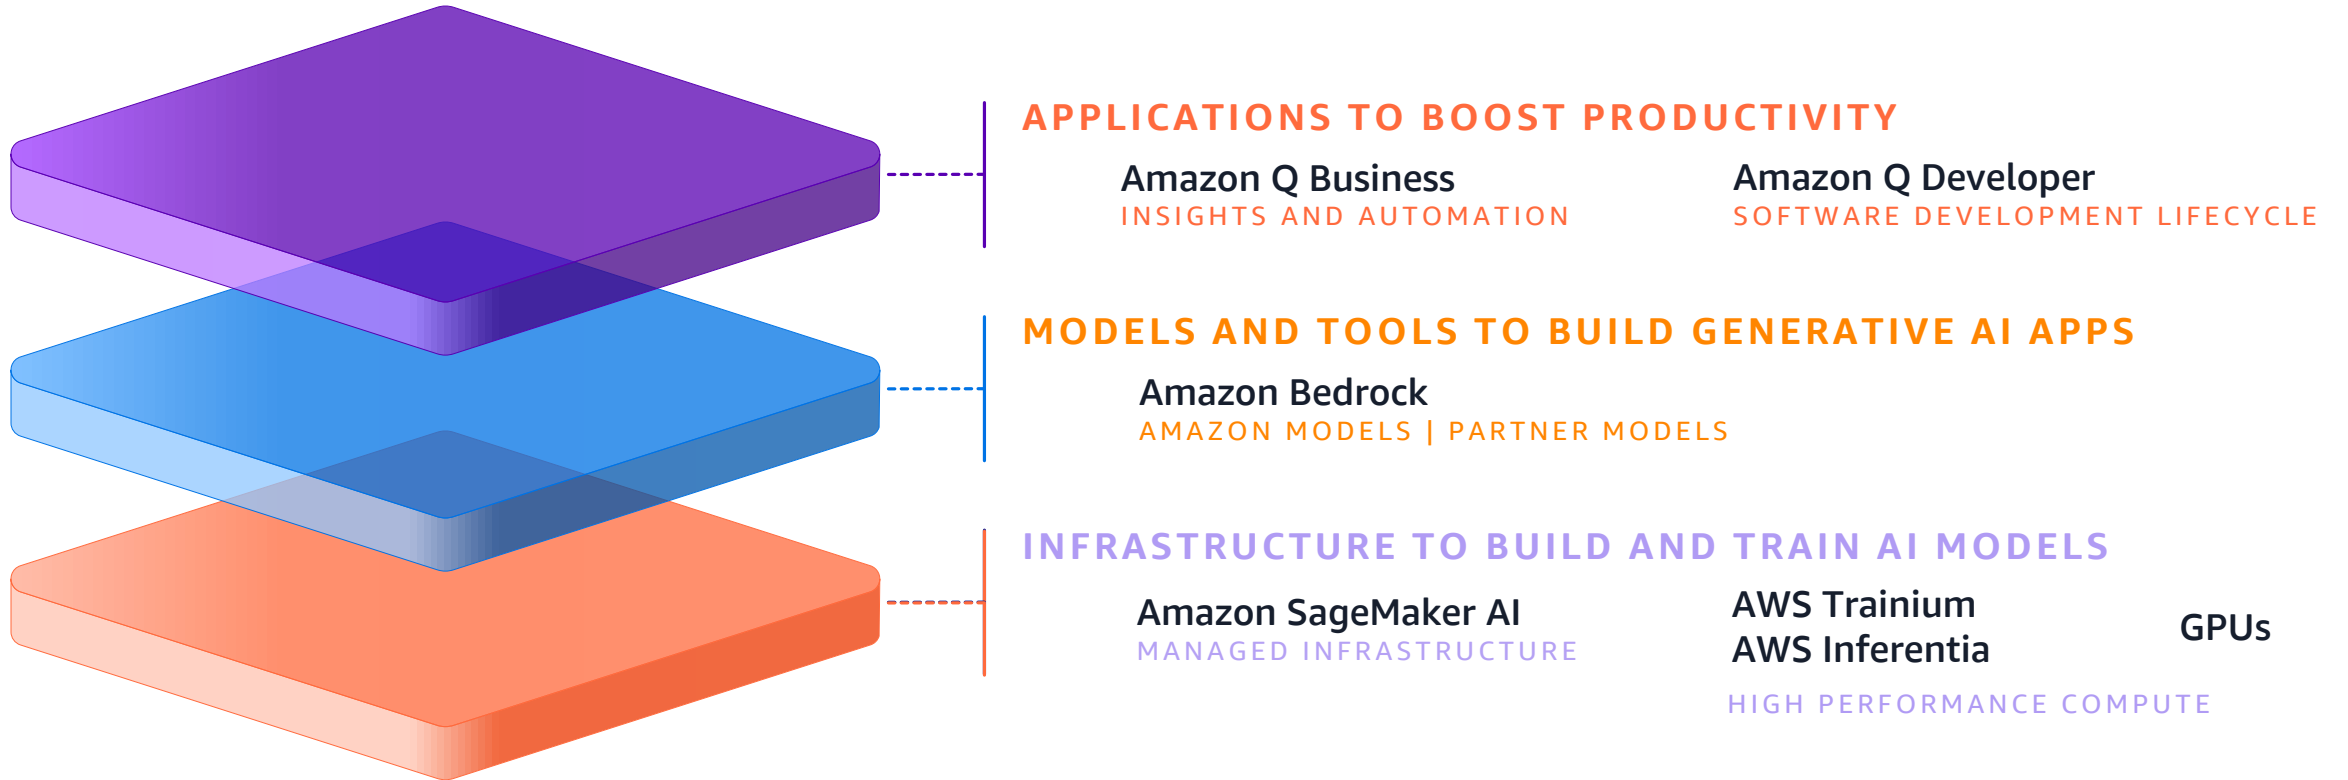 APPLICATIONS TO BOOST PRODUCTIVITY
Amazon Q Business
INSIGHTS AND AUTOMATION
Amazon Q Developer
SOFTWARE DEVELOPMENT LIFECYCLE
MODELS AND TOOLS TO BUILD GENERATIVE AI APPS
Amazon Bedrock
AMAZON MODELS | PARTNER MODELS
INFRASTRUCTURE TO BUILD AND TRAIN AI MODELS
Amazon SageMaker AI
MANAGED INFRASTRUCTURE
AWS Trainium
AWS Inferentia
GPUs
HIGH PERFORMANCE COMPUTE